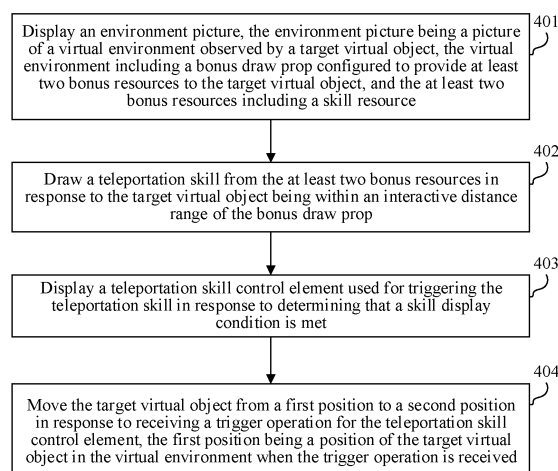 401
Display an environment picture, the environment picture being a picture
of a virtual environment observed by a target virtual object, the virtual
environment including a bonus draw prop configured to provide at least
two bonus resources to the target virtual object, and the at least two
bonus resources including a skill resource
402
Draw a teleportation skill from the at least two bonus resources in
response to the target virtual object being within an interactive distance
range of the bonus draw prop
403
Display a teleportation skill control element used for triggering the
teleportation skill in response to determining that a skill display
condition is met
404
Move the target virtual object from a first position to a second position
in response to receiving a trigger operation for the teleportation skill
control element, the first position being a position of the target virtual
object in the virtual environment when the trigger operation is received